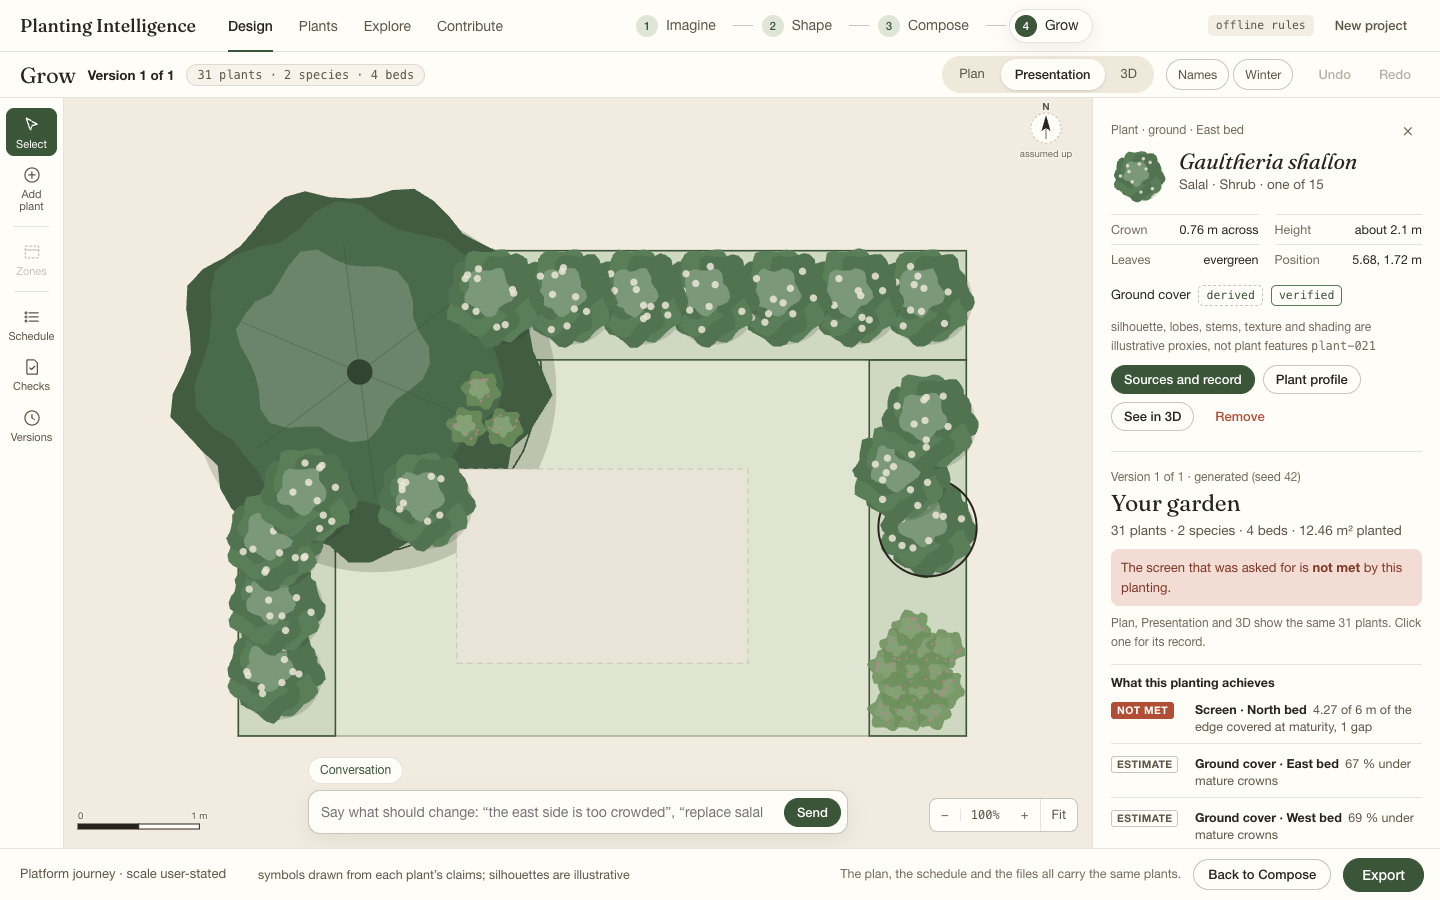 Planting Intelligence
Design
Plants
Explore
Contribute
1 Imagine
2 Shape
3 Compose
4 Grow
offline rules
New project
Grow
Version 1 of 1
31 plants · 2 species · 4 beds
Plan
Presentation
3D
Names
Winter
Undo
Redo
Select
Add
plant
Zones
Schedule
Checks
Versions
N
assumed up
Plant · ground · East bed
×
Gaultheria shallon
Salal · Shrub · one of 15
Crown 0.76 m across
Height about 2.1 m
Leaves evergreen
Position 5.68, 1.72 m
Ground cover derived verified
silhouette, lobes, stems, texture and shading are
illustrative proxies, not plant features plant-021
Sources and record
Plant profile
See in 3D
Remove
Version 1 of 1 · generated (seed 42)
Your garden
31 plants · 2 species · 4 beds · 12.46 m² planted
The screen that was asked for is not met by this
planting.
Plan, Presentation and 3D show the same 31 plants. Click
one for its record.
What this planting achieves
NOT MET Screen · North bed 4.27 of 6 m of the
edge covered at maturity, 1 gap
ESTIMATE Ground cover · East bed 67 % under
mature crowns
ESTIMATE Ground cover · West bed 69 % under
mature crowns
Conversation
Say what should change: “the east side is too crowded”, “replace salal
Send
0 1 m
− 100% + Fit
Platform journey · scale user-stated
symbols drawn from each plant’s claims; silhouettes are illustrative
The plan, the schedule and the files all carry the same plants.
Back to Compose
Export